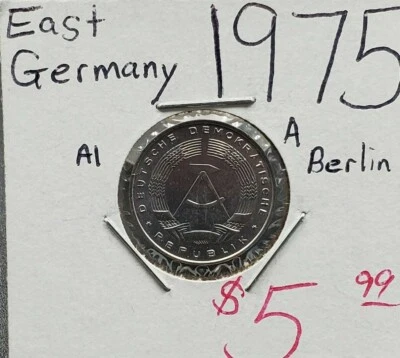 East 1975
Germany
Al
A
Berlin
DEUTSCHE DEMOKRATISCHE
REPUBLIK
$5 99